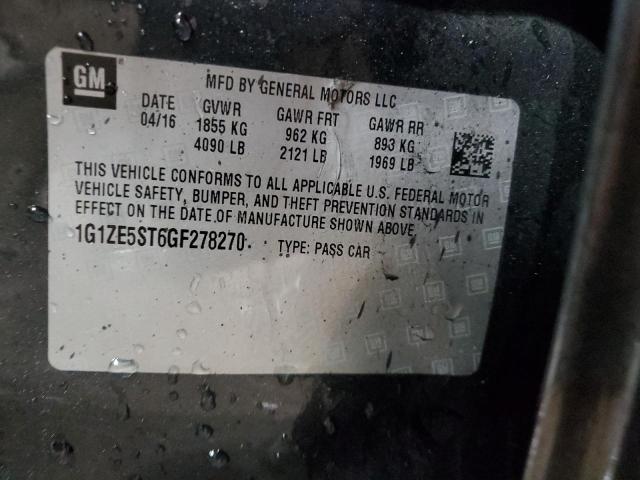 GM
MFD BY GENERAL MOTORS LLC
DATE GVWR GAWR FRT GAWR RR
04/16 1855 KG 962 KG 893 KG
4090 LB 2121 LB 1969 LB
THIS VEHICLE CONFORMS TO ALL APPLICABLE U.S. FEDERAL MOTOR
VEHICLE SAFETY, BUMPER, AND THEFT PREVENTION STANDARDS IN
EFFECT ON THE DATE OF MANUFACTURE SHOWN ABOVE.
1G1ZE5ST6GF278270 TYPE: PASS CAR